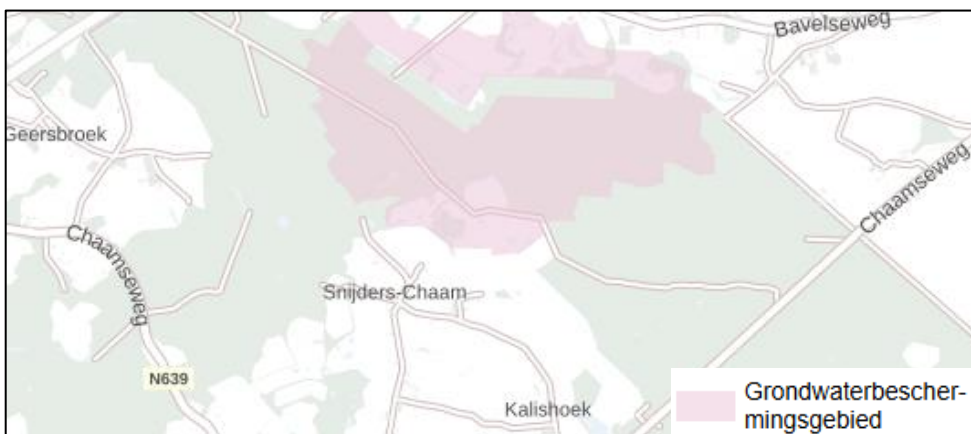 Bavelseweg
Geersbroek
Chaamseweg
Chaamseweg
Snijders-Chaam
N639
Kalishoek
Grondwaterbescher-
mingsgebied